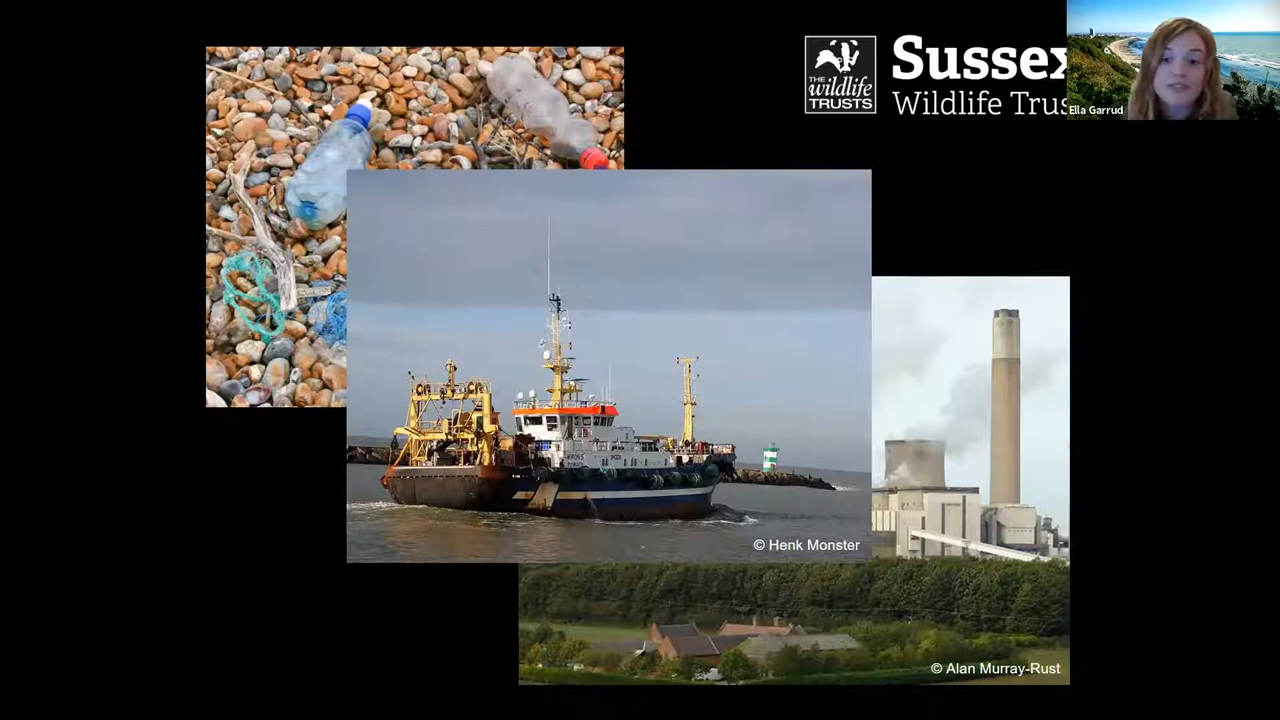 Sussex
Wildlife Trus
THE
wildlife
TRUSTS
Ella Garrud
© Henk Monster
© Alan Murray-Rust